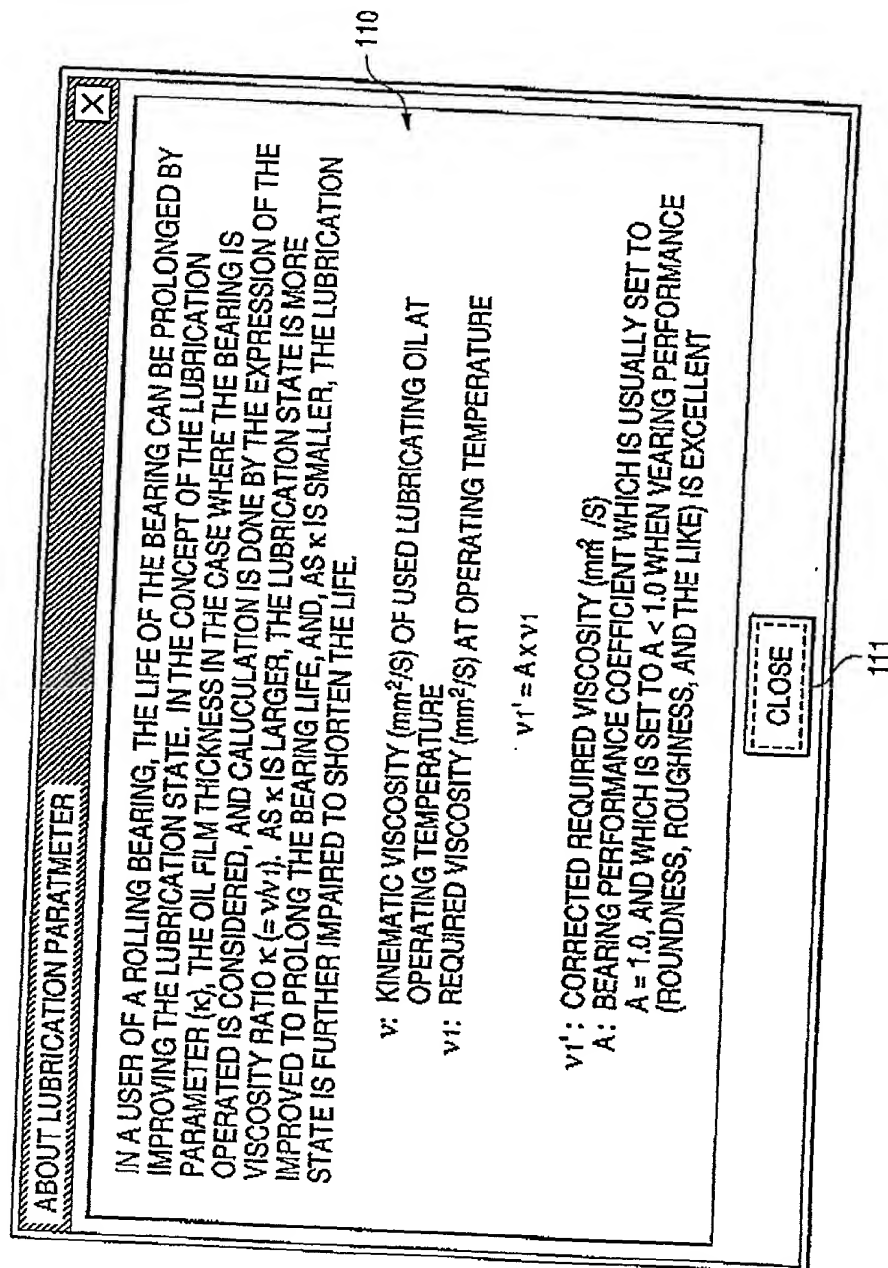 ABOUT LUBRICATION PARATMETER
X
IN A USER OF A ROLLING BEARING, THE LIFE OF THE BEARING CAN BE PROLONGED BY
IMPROVING THE LUBRICATION STATE. IN THE CONCEPT OF THE LUBRICATION
PARAMETER (κ), THE OIL FILM THICKNESS IN THE CASE WHERE THE BEARING IS
OPERATED IS CONSIDERED, AND CALUCULATION IS DONE BY THE EXPRESSION OF THE
VISCOSITY RATIO κ (= ν/ν1). AS κ IS LARGER, THE LUBRICATION STATE IS MORE
IMPROVED TO PROLONG THE BEARING LIFE, AND, AS κ IS SMALLER, THE LUBRICATION
STATE IS FURTHER IMPAIRED TO SHORTEN THE LIFE.
ν: KINEMATIC VISCOSITY (mm²/S) OF USED LUBRICATING OIL AT
OPERATING TEMPERATURE
ν1: REQUIRED VISCOSITY (mm²/S) AT OPERATING TEMPERATURE
ν1' = A x ν1
ν1': CORRECTED REQUIRED VISCOSITY (mm² /S)
A: BEARING PERFORMANCE COEFFICIENT WHICH IS USUALLY SET TO
A = 1.0, AND WHICH IS SET TO A < 1.0 WHEN VEARING PERFORMANCE
(ROUNDNESS, ROUGHNESS, AND THE LIKE) IS EXCELLENT
CLOSE
110
111